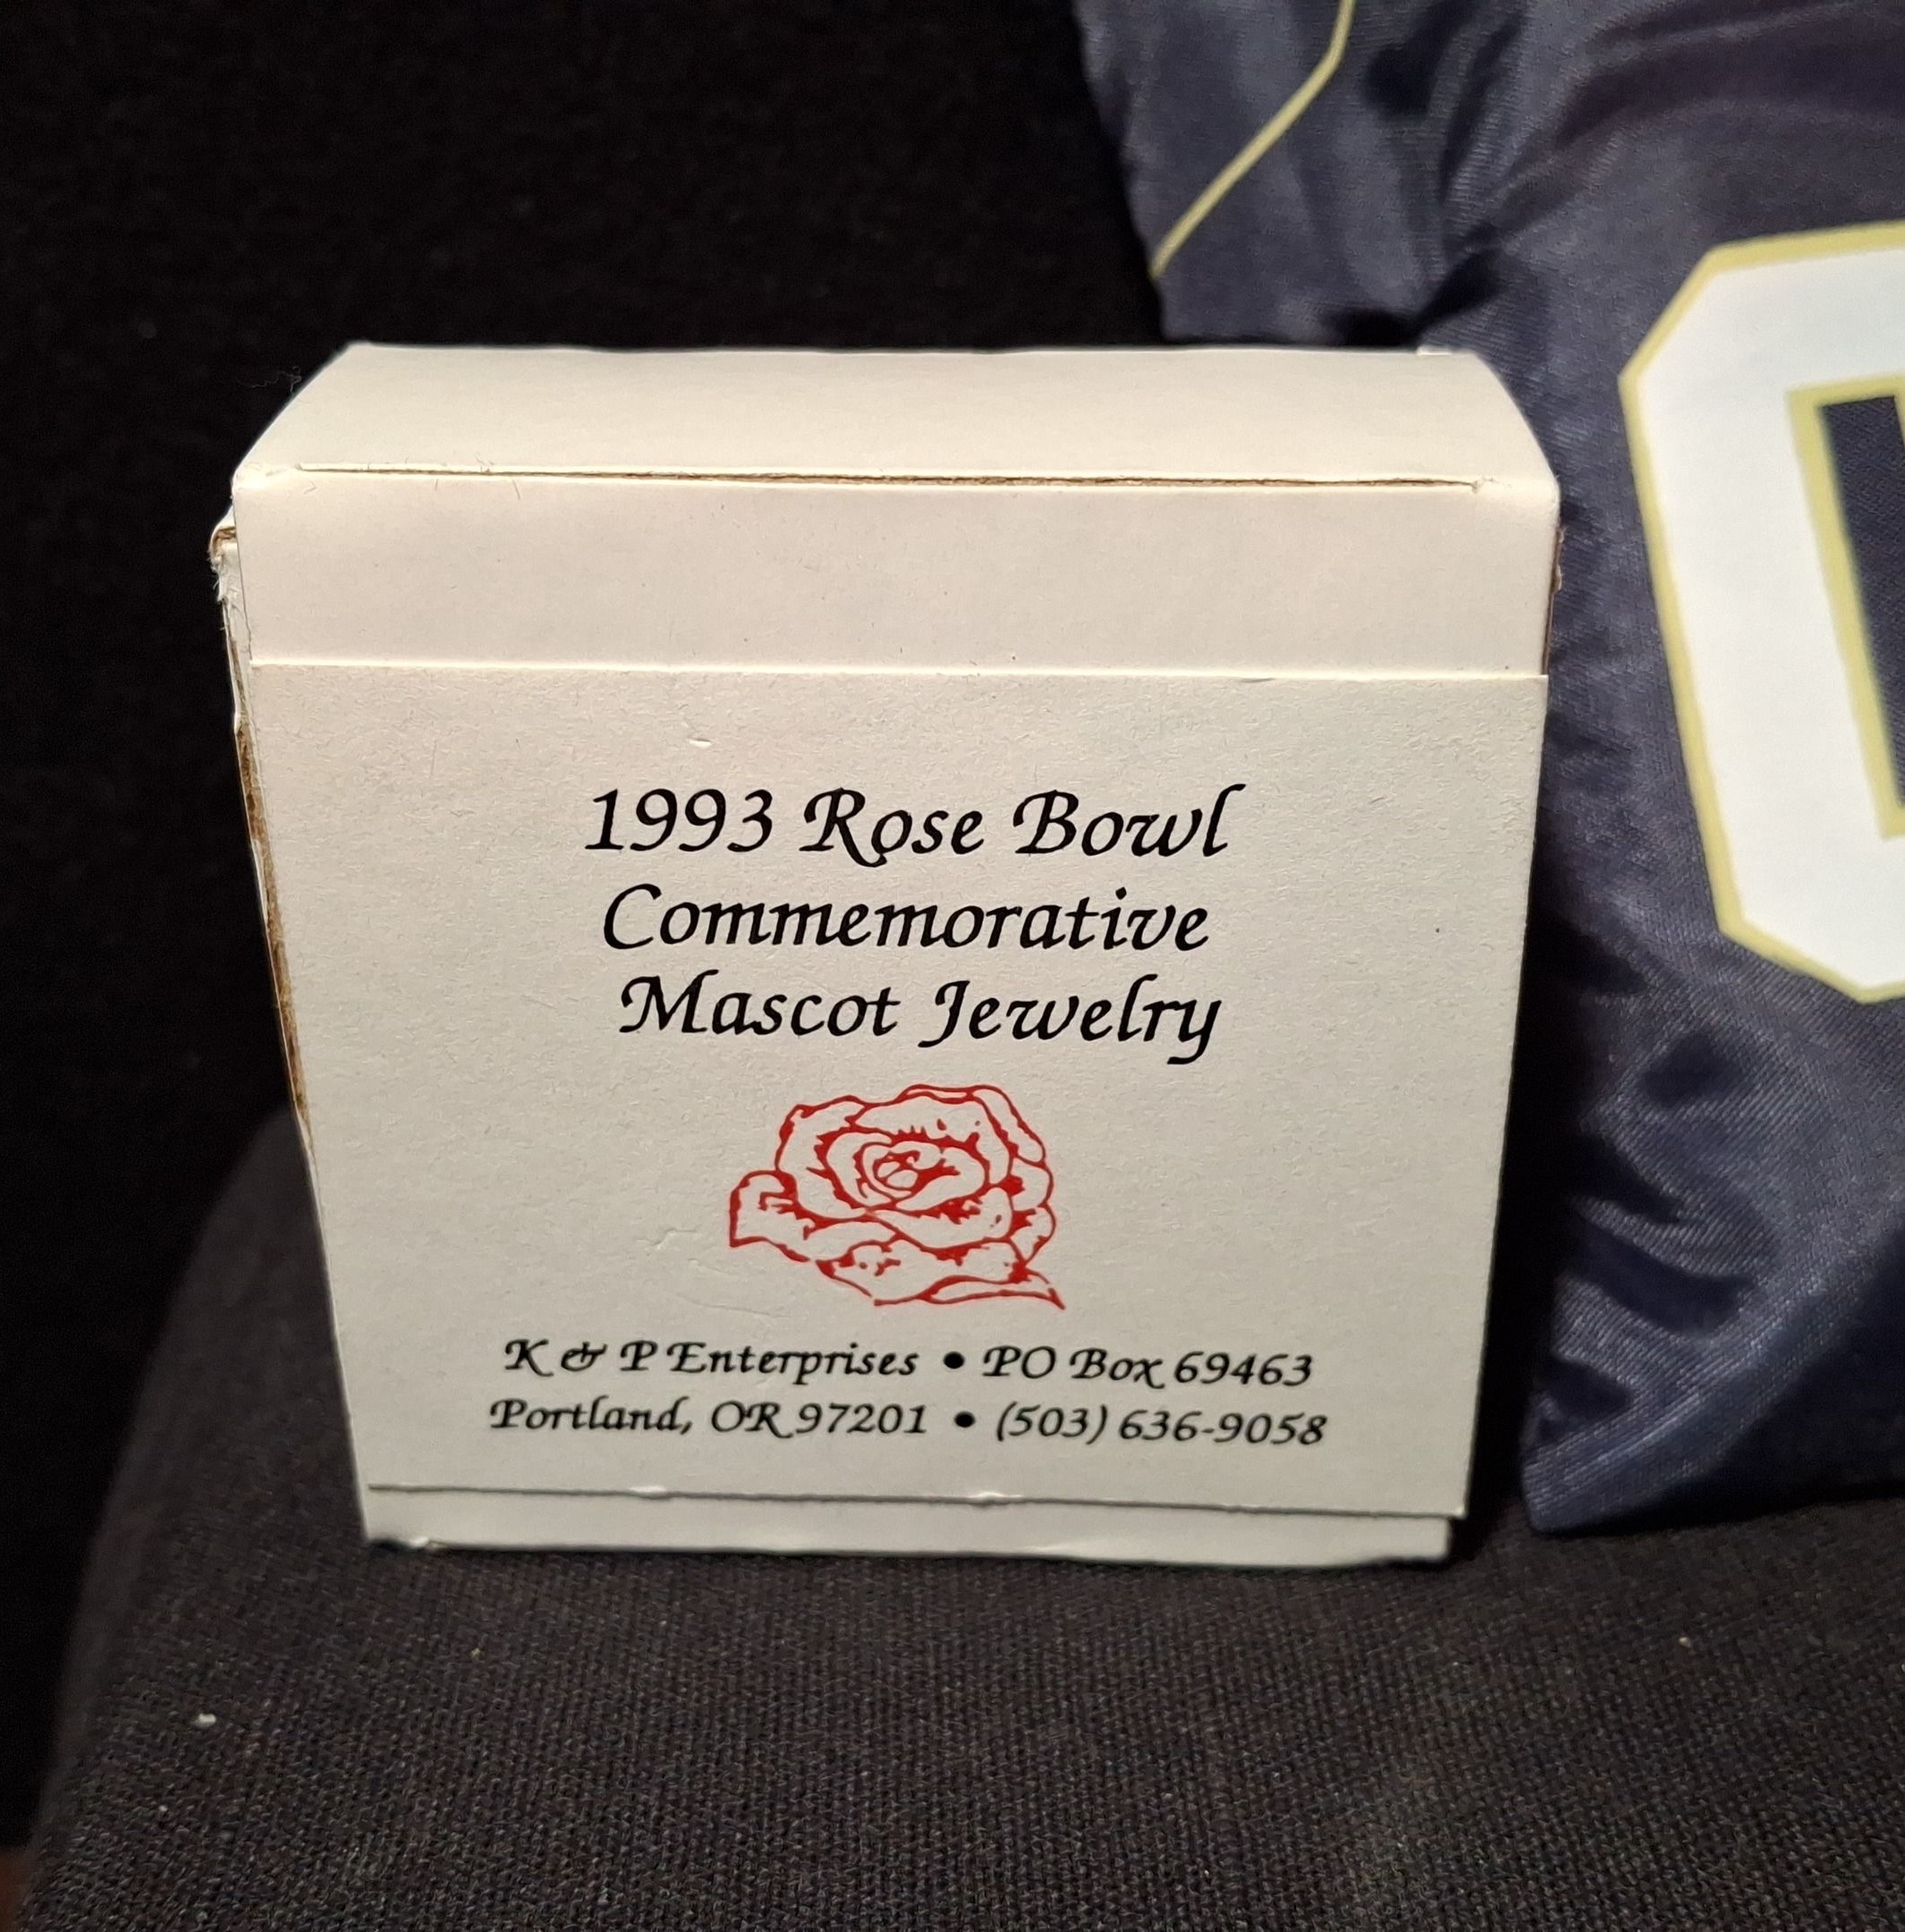 1993 Rose Bowl
Commemorative
Mascot Jewelry
K & P Enterprises • PO Box 69463
Portland, OR 97201 • (503) 636-9058